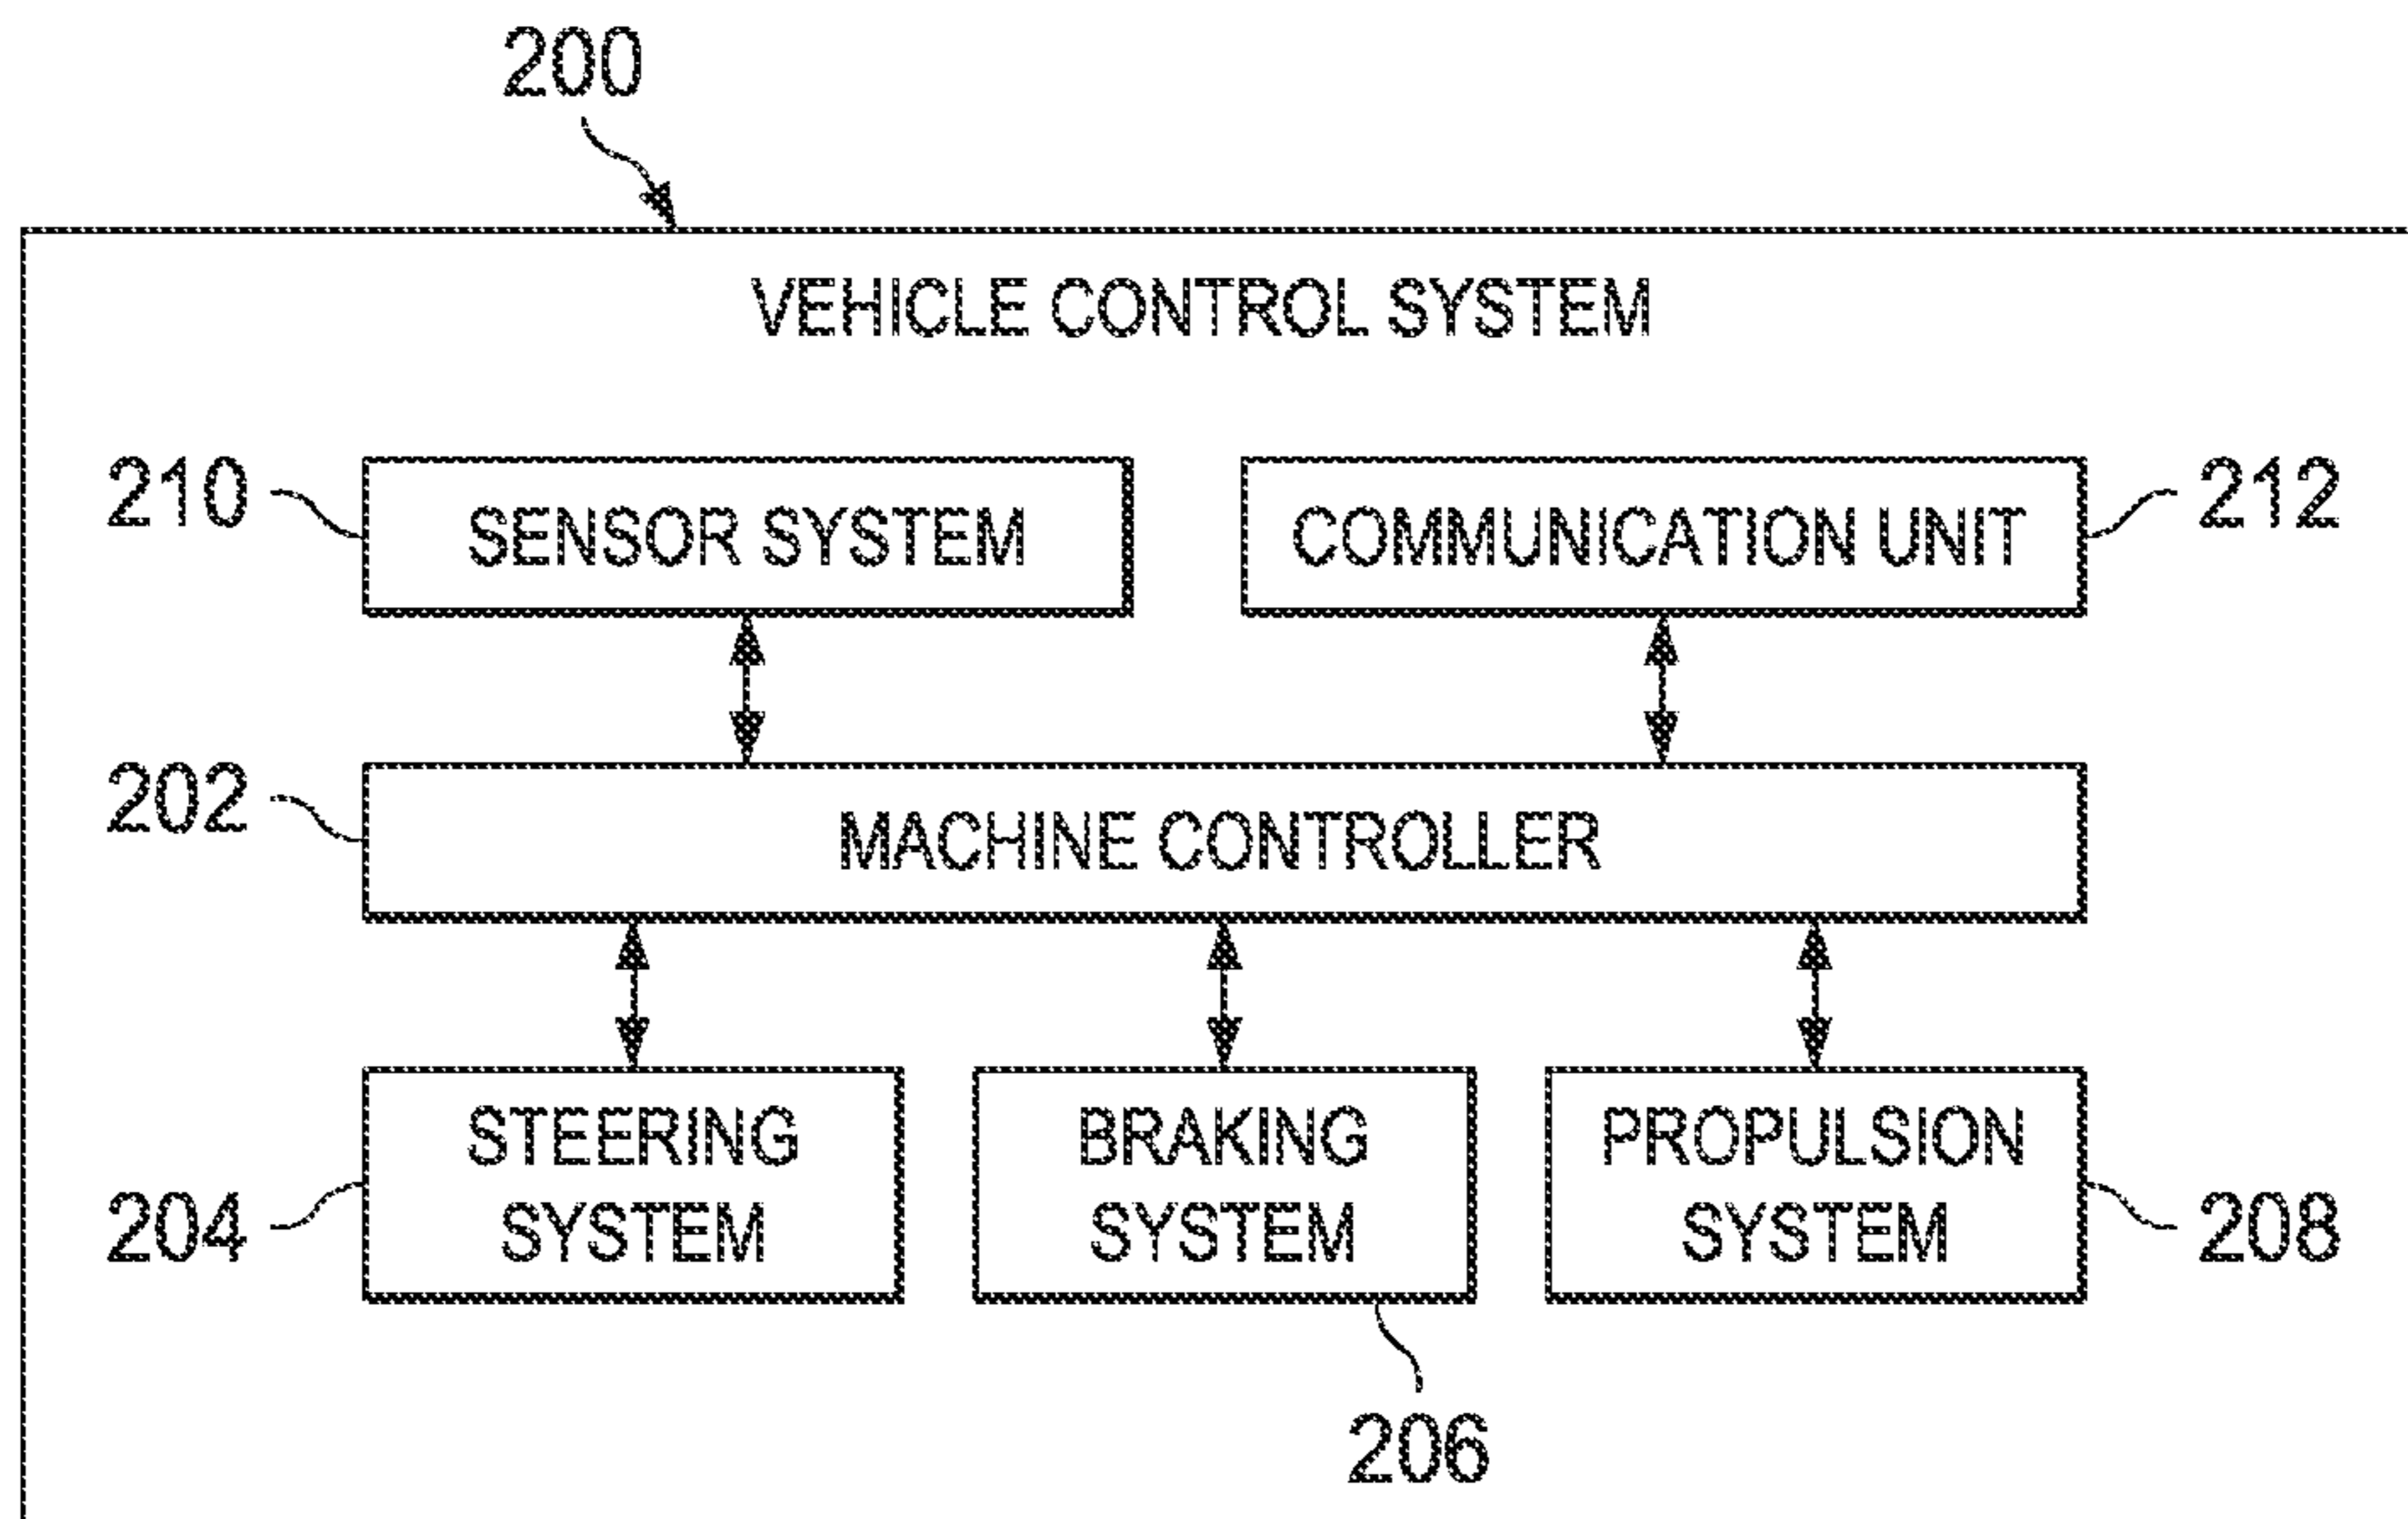 200
VEHICLE CONTROL SYSTEM
210
SENSOR SYSTEM
COMMUNICATION UNIT
212
202
MACHINE CONTROLLER
STEERING
SYSTEM
BRAKING
SYSTEM
PROPULSION
SYSTEM
204
208
206